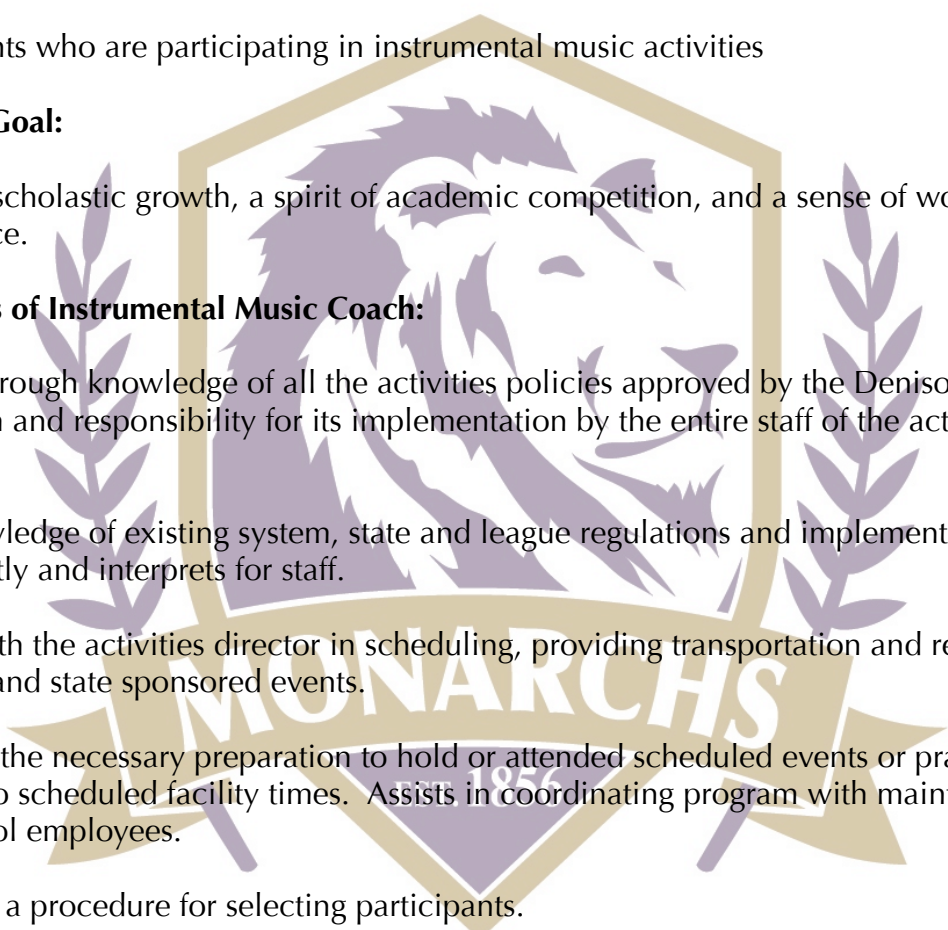 nts who are participating in instrumental music activities
Goal:
scholastic growth, a spirit of academic competition, and a sense of wo
ce.
s of Instrumental Music Coach:
rough knowledge of all the activities policies approved by the Deniso
n and responsibility for its implementation by the entire staff of the act
wledge of existing system, state and league regulations and implement
tly and interprets for staff.
th the activities director in scheduling, providing transportation and re
and state sponsored events.
MONARCHS
the necessary preparation to hold or attended scheduled events or pra
o scheduled facility times.  Assists in coordinating program with maint
EST. 1856
ol employees.
a procedure for selecting participants.